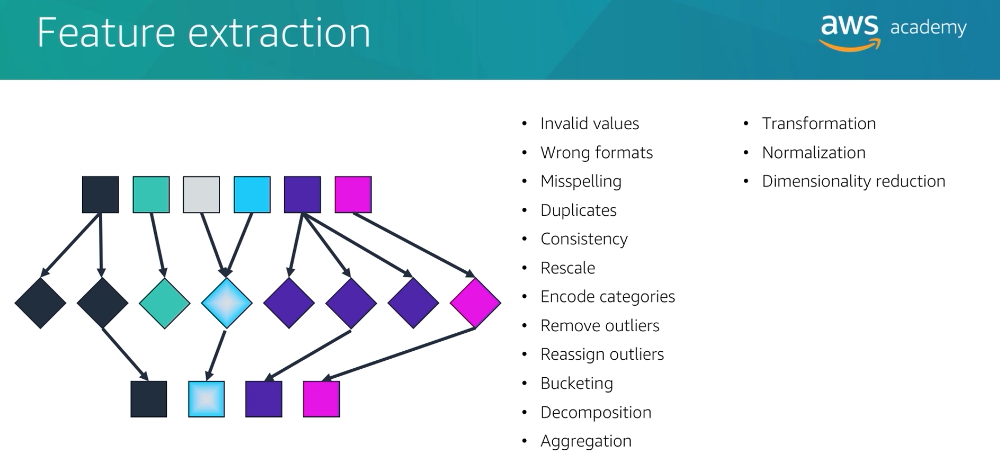 Feature extraction
aws academy
Invalid values
Wrong formats
Misspelling
Duplicates
Consistency
Rescale
Encode categories
Remove outliers
Reassign outliers
Bucketing
Decomposition
Aggregation
Transformation
Normalization
Dimensionality reduction